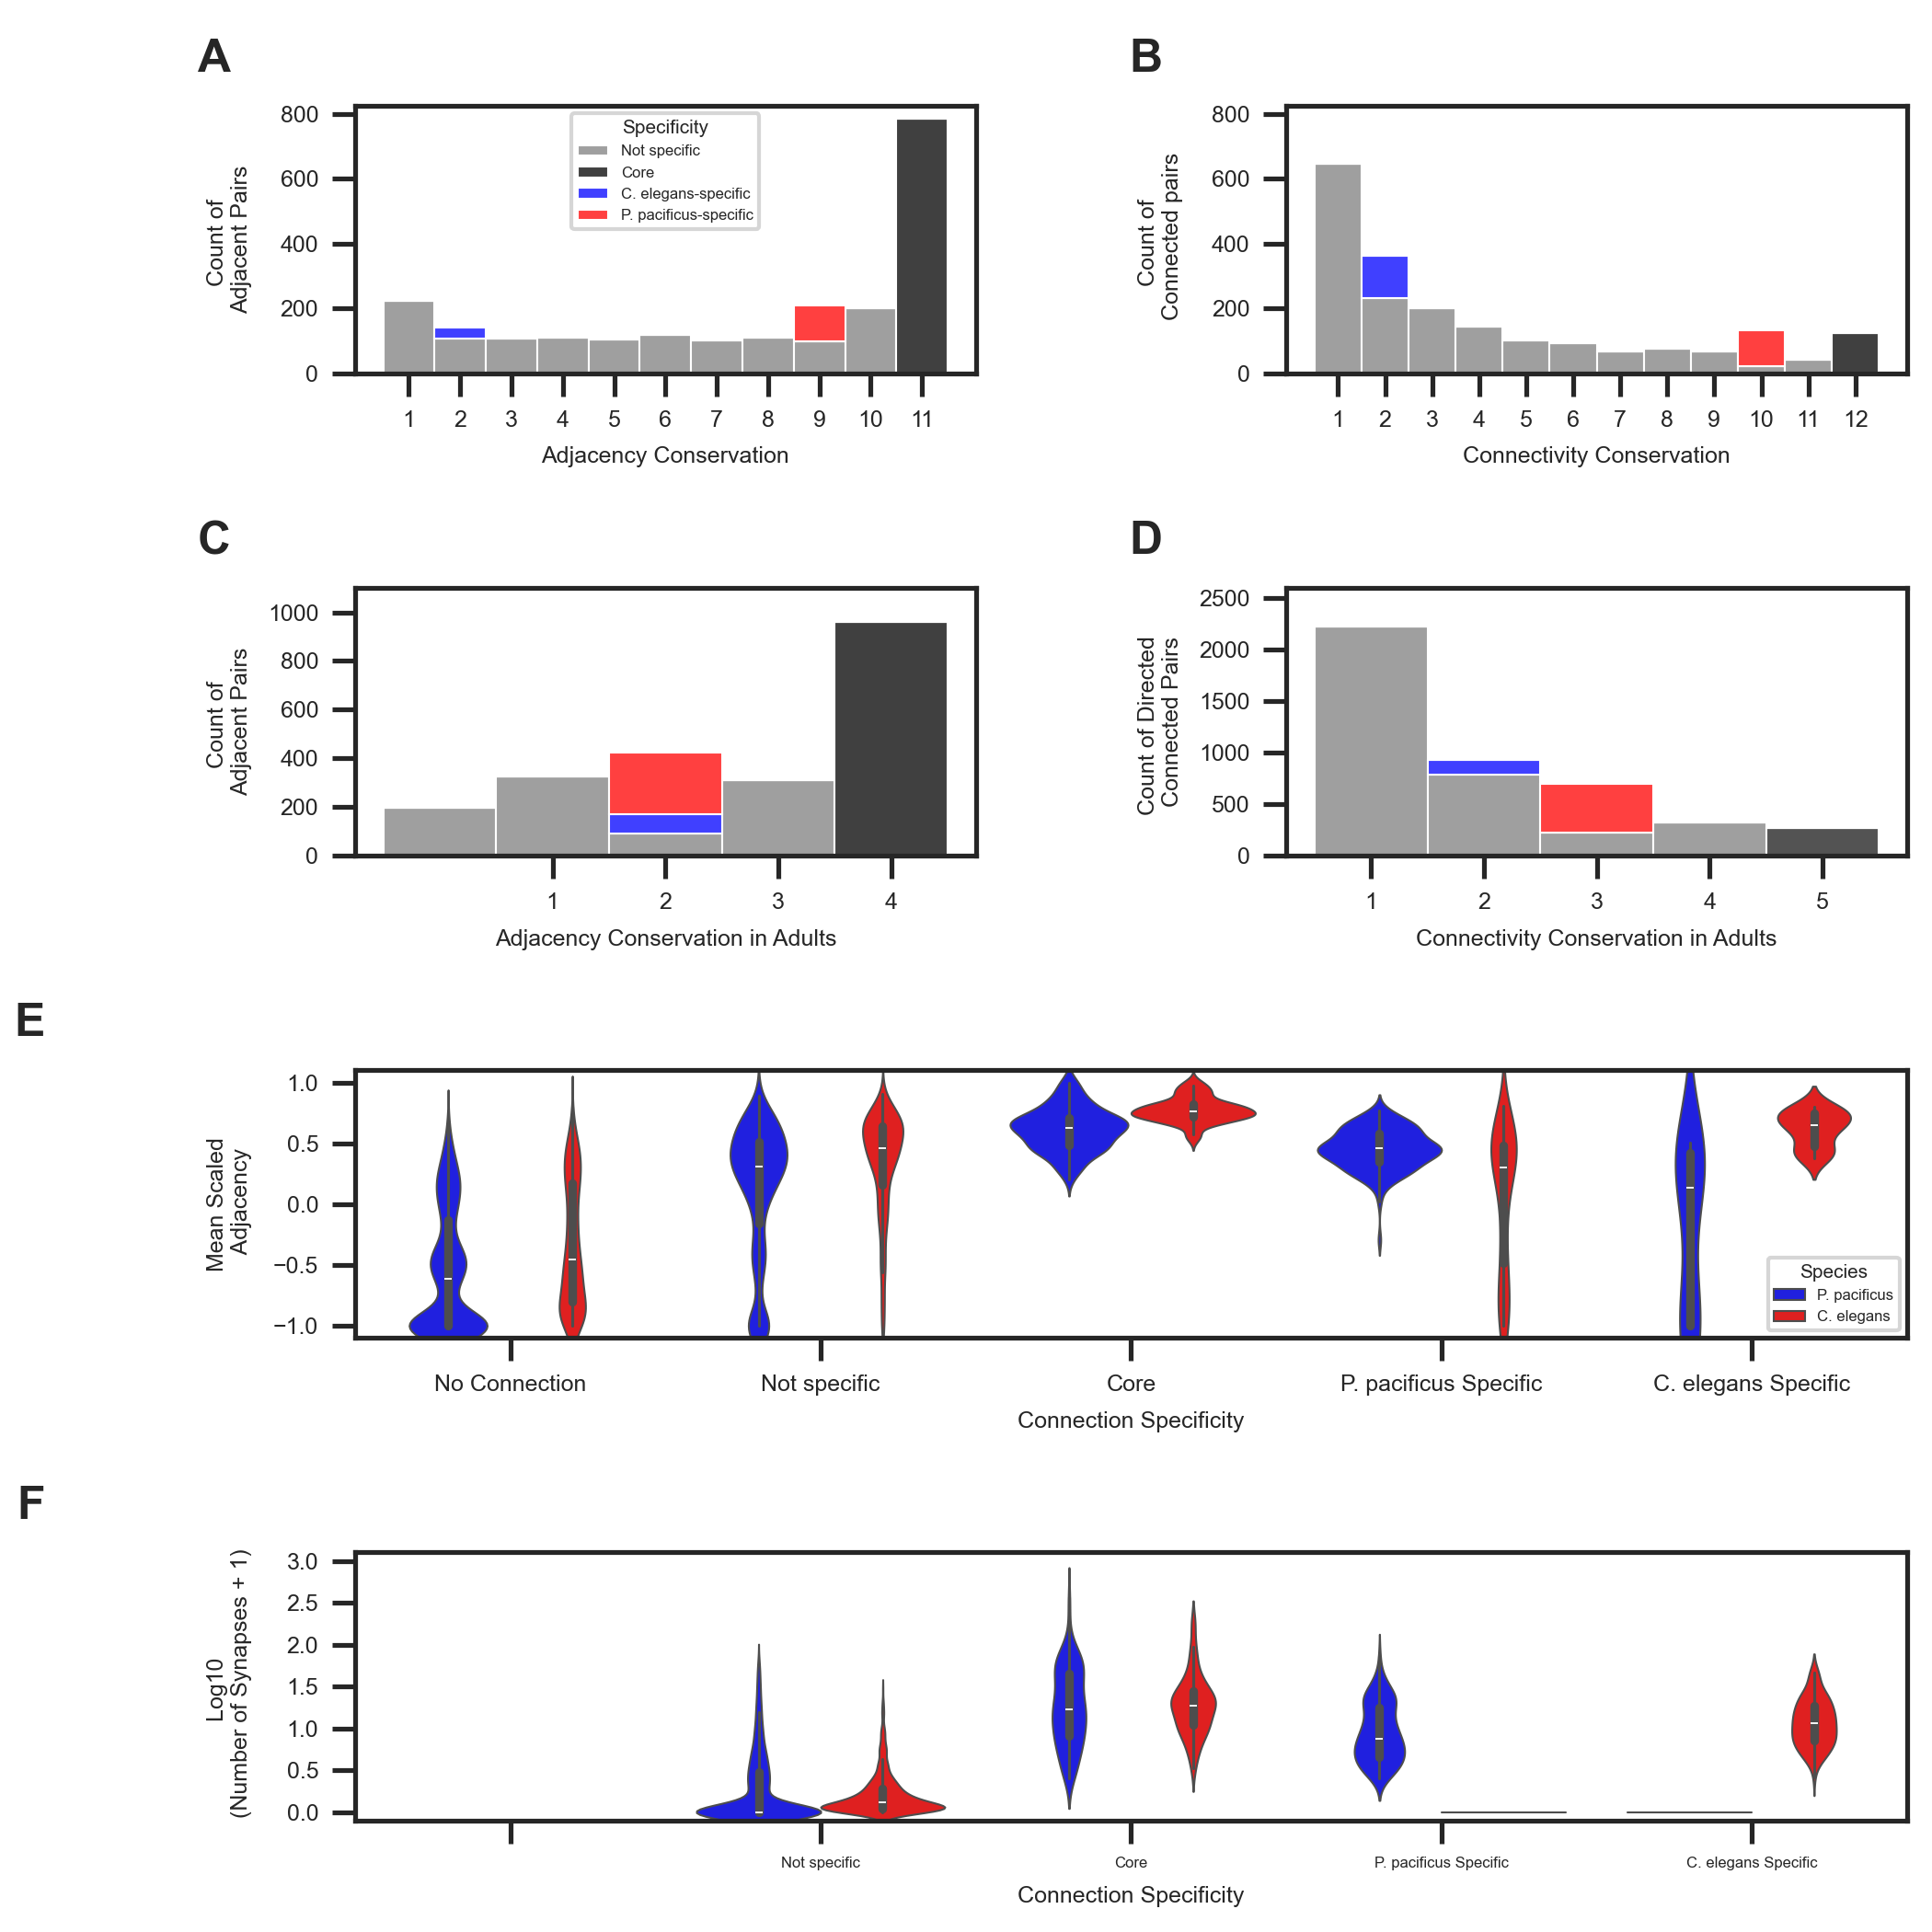 A
Count of
Adjacent Pairs
800
600
400
200
0
Specificity
Not specific
Core
C. elegans-specific
P. pacificus-specific
1 2 3 4 5 6 7 8 9 10 11
Adjacency Conservation
B
Count of
Connected pairs
800
600
400
200
0
1 2 3 4 5 6 7 8 9 10 11 12
Connectivity Conservation
C
Count of
Adjacent Pairs
1000
800
600
400
200
0
1 2 3 4
Adjacency Conservation in Adults
D
Count of Directed
Connected Pairs
2500
2000
1500
1000
500
0
1 2 3 4 5
Connectivity Conservation in Adults
E
Mean Scaled
Adjacency
1.0
0.5
0.0
−0.5
−1.0
Species
P. pacificus
C. elegans
No Connection Not specific Core P. pacificus Specific C. elegans Specific
Connection Specificity
F
Log10
(Number of Synapses + 1)
3.0
2.5
2.0
1.5
1.0
0.5
0.0
Not specific Core P. pacificus Specific C. elegans Specific
Connection Specificity